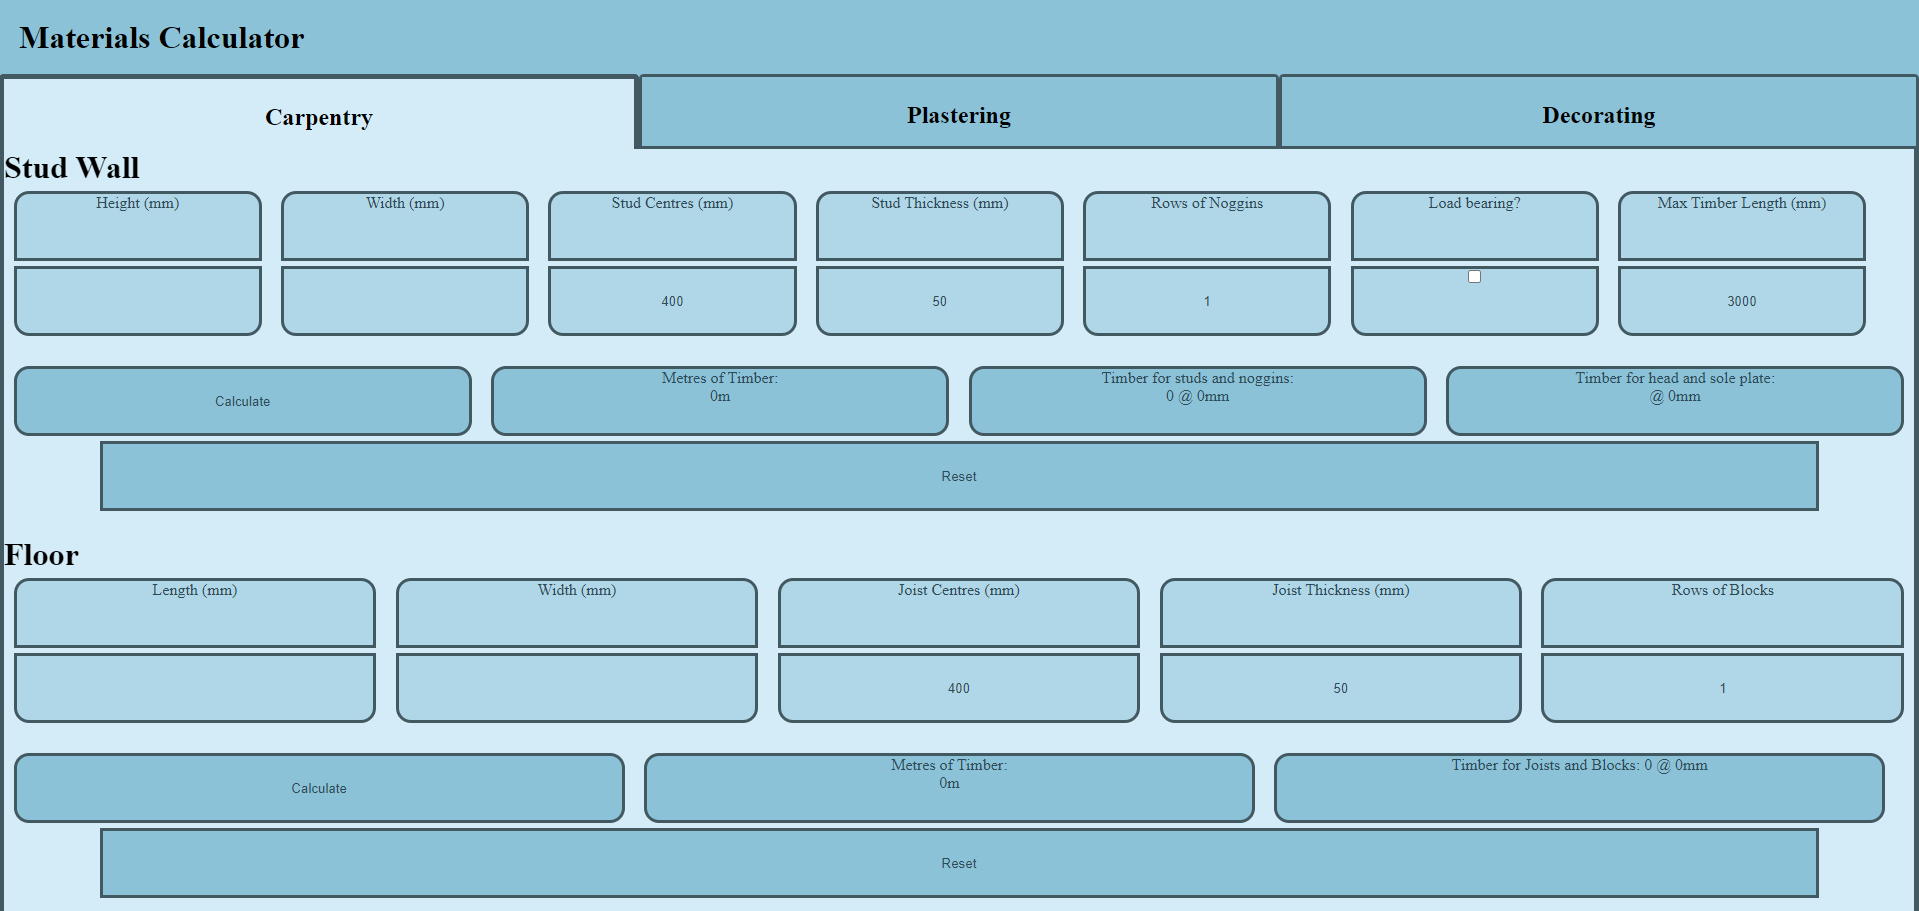 Materials Calculator
Carpentry
Plastering
Decorating
Stud Wall
Height (mm)
Width (mm)
Stud Centres (mm)
Stud Thickness (mm)
Rows of Noggins
Load bearing?
Max Timber Length (mm)
400
50
1
3000
Calculate
Metres of Timber:
0m
Timber for studs and noggins:
0 @ 0mm
Timber for head and sole plate:
@ 0mm
Reset
Floor
Length (mm)
Width (mm)
Joist Centres (mm)
Joist Thickness (mm)
Rows of Blocks
400
50
1
Calculate
Metres of Timber:
0m
Timber for Joists and Blocks: 0 @ 0mm
Reset